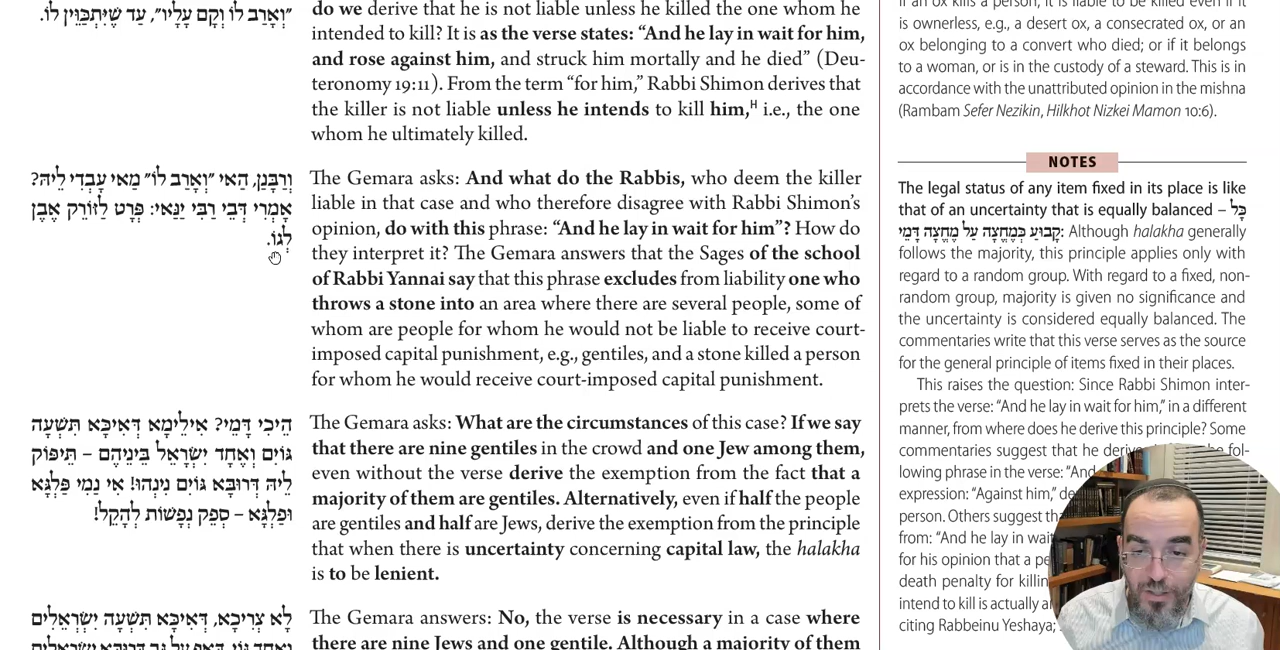 ״וְאָרַב לוֹ וְקָם עָלָיו״, עַד שֶׁיִּתְכַּוֵּין לוֹ.
וְרַבָּנַן, הַאי ״וְאָרַב לוֹ״ מַאי עָבְדִי לֵיהּ?
אָמְרִי דְּבֵי רַבִּי יַנַּאי: פְּרָט לְזוֹרֵק אֶבֶן
לְגוֹ.
הֵיכִי דָּמֵי? אִילֵימָא דְּאִיכָּא תִּשְׁעָה
גּוֹיִם וְאֶחָד יִשְׂרָאֵל בֵּינֵיהֶם – תִּיפּוֹק
לֵיהּ דְּרוּבָּא גּוֹיִם נִינְהוּ! אִי נַמֵי פַּלְגָא
וּפַלְגָא – סְפֵק נְפָשׁוֹת לְהָקֵל!
לָא צְרִיכָא, דְּאִיכָּא תִּשְׁעָה יִשְׂרְאֵלִים
do we derive that he is not liable unless he killed the one whom he
intended to kill? It is as the verse states: “And he lay in wait for him,
and rose against him, and struck him mortally and he died” (Deu-
teronomy 19:11). From the term “for him,” Rabbi Shimon derives that
the killer is not liable unless he intends to kill him,ᴴ i.e., the one
whom he ultimately killed.
The Gemara asks: And what do the Rabbis, who deem the killer
liable in that case and who therefore disagree with Rabbi Shimon’s
opinion, do with this phrase: “And he lay in wait for him”? How do
they interpret it? The Gemara answers that the Sages of the school
of Rabbi Yannai say that this phrase excludes from liability one who
throws a stone into an area where there are several people, some of
whom are people for whom he would not be liable to receive court-
imposed capital punishment, e.g., gentiles, and a stone killed a person
for whom he would receive court-imposed capital punishment.
The Gemara asks: What are the circumstances of this case? If we say
that there are nine gentiles in the crowd and one Jew among them,
even without the verse derive the exemption from the fact that a
majority of them are gentiles. Alternatively, even if half the people
are gentiles and half are Jews, derive the exemption from the principle
that when there is uncertainty concerning capital law, the halakha
is to be lenient.
The Gemara answers: No, the verse is necessary in a case where
there are nine Jews and one gentile. Although a majority of them
if an ox kills a person, it is liable to be killed even if it
is ownerless, e.g., a desert ox, a consecrated ox, or an
ox belonging to a convert who died; or if it belongs
to a woman, or is in the custody of a steward. This is in
accordance with the unattributed opinion in the mishna
(Rambam Sefer Nezikin, Hilkhot Nizkei Mamon 10:6).
NOTES
The legal status of any item fixed in its place is like
that of an uncertainty that is equally balanced – כָּל
קָבוּעַ כְּמֶחֱצָה עַל מֶחֱצָה דָּמֵי: Although halakha generally
follows the majority, this principle applies only with
regard to a random group. With regard to a fixed, non-
random group, majority is given no significance and
the uncertainty is considered equally balanced. The
commentaries write that this verse serves as the source
for the general principle of items fixed in their places.
This raises the question: Since Rabbi Shimon inter-
prets the verse: “And he lay in wait for him,” in a different
manner, from where does he derive this principle? Some
commentaries suggest that he fol-
lowing phrase in the verse: “And
expression: “Against him,”
person. Others suggest
from: “And he lay in wait
for his opinion that a
death penalty for killin
intend to kill is actually
citing Rabbeinu Yeshaya;